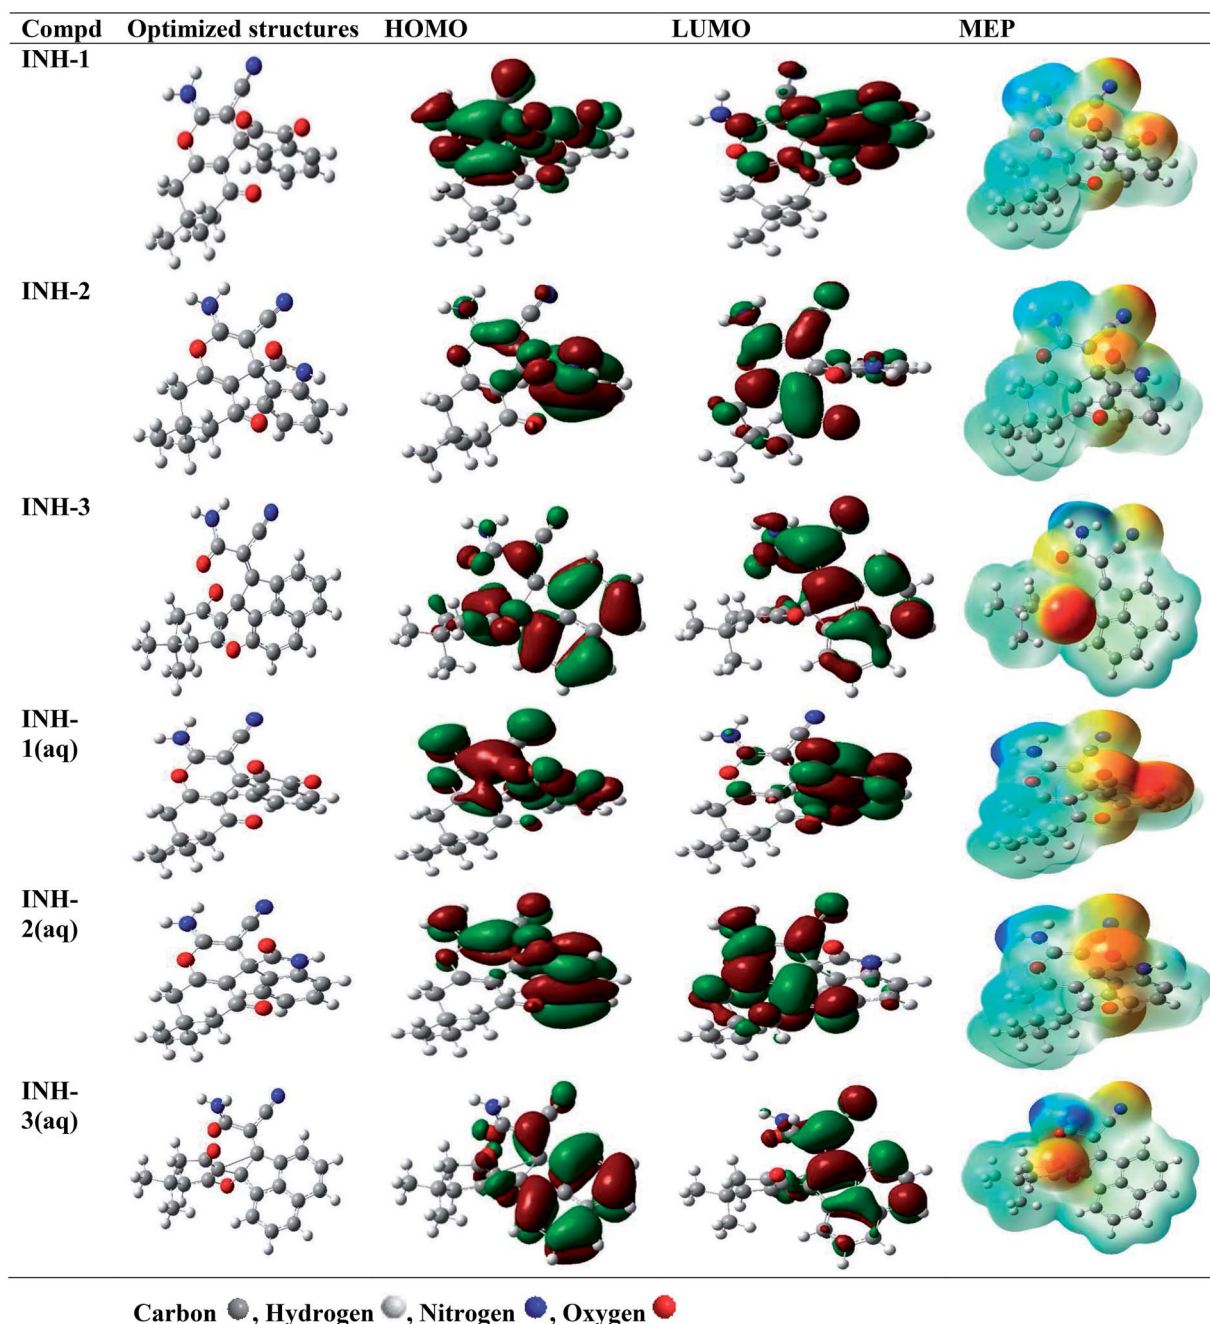 Compd Optimized structures HOMO LUMO MEP
INH-1
INH-2
INH-3
INH-
1(aq)
INH-
2(aq)
INH-
3(aq)
Carbon , Hydrogen , Nitrogen , Oxygen